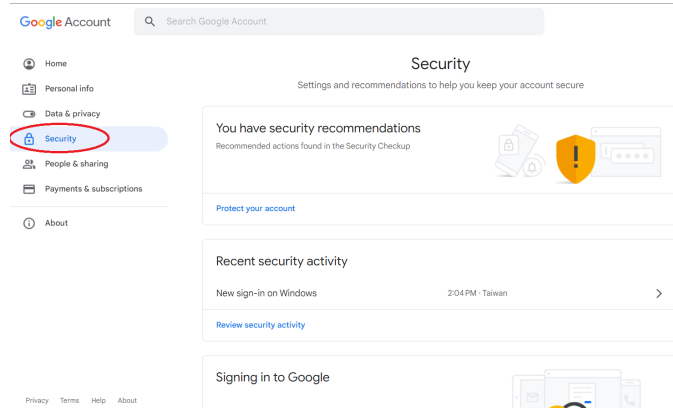 Google Account
Search Google Account
Home
Personal info
Data & privacy
Security
People & sharing
Payments & subscriptions
About
Privacy Terms Help About
Security
Settings and recommendations to help you keep your account secure
You have security recommendations
Recommended actions found in the Security Checkup
Protect your account
Recent security activity
New sign-in on Windows 2:04 PM · Taiwan
Review security activity
Signing in to Google